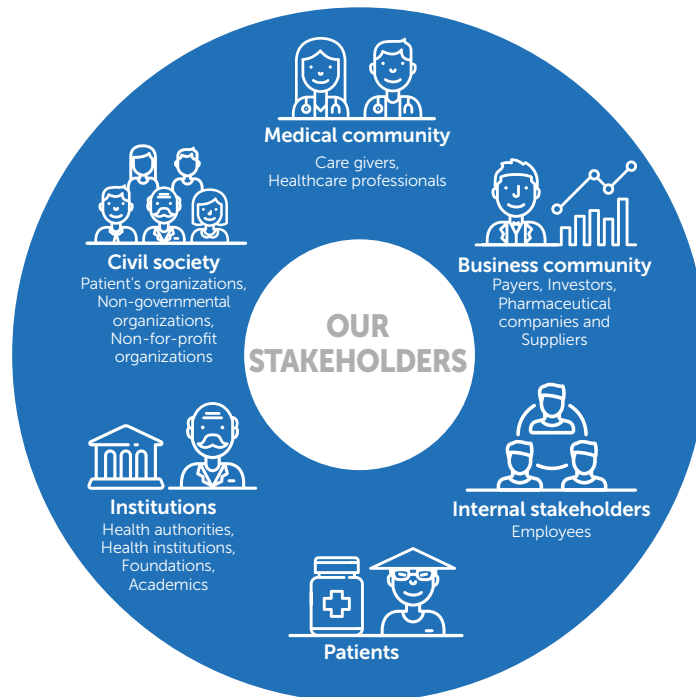 Medical community
Care givers,
Healthcare professionals
Business community
Payers, Investors,
Pharmaceutical
companies and
Suppliers
Internal stakeholders
Employees
Patients
Institutions
Health authorities,
Health institutions,
Foundations,
Academics
Civil society
Patient's organizations,
Non-governmental
organizations,
Non-for-profit
organizations
OUR
STAKEHOLDERS